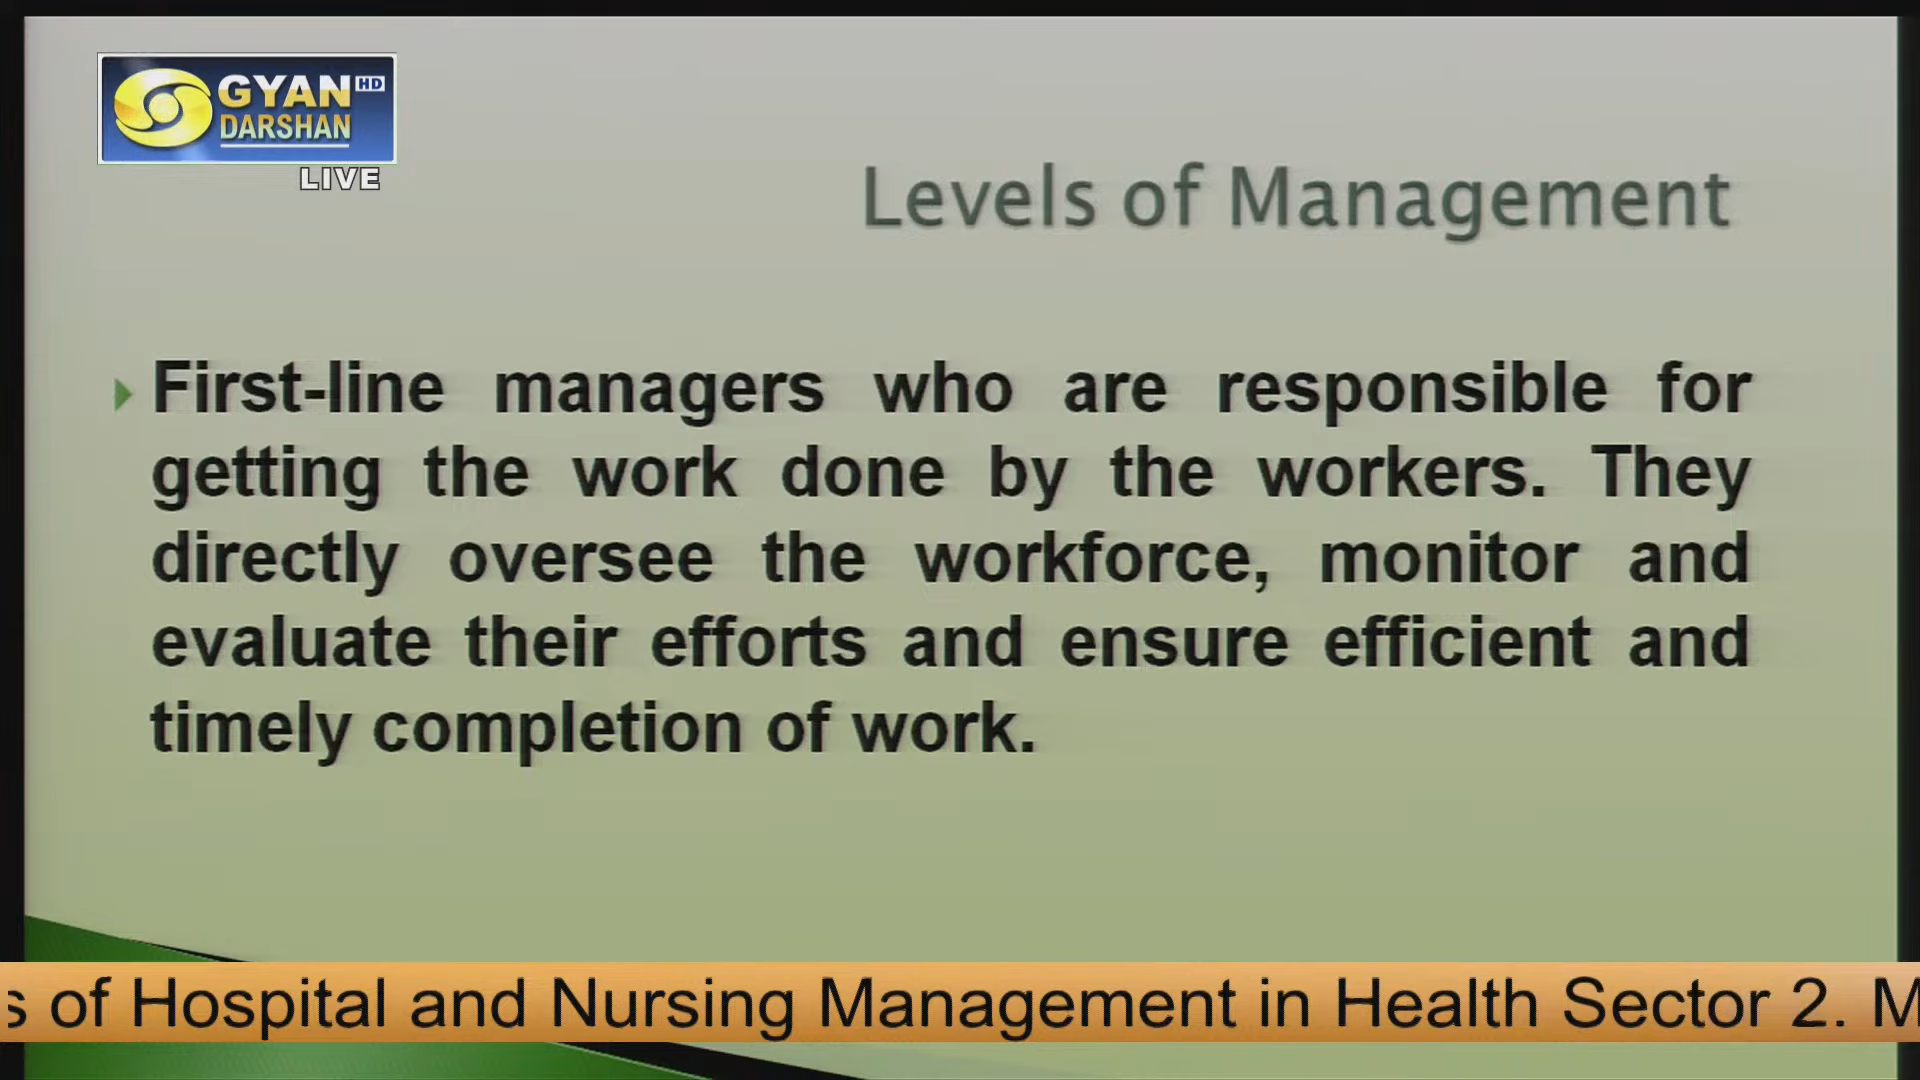 GYAN HD
DARSHAN
LIVE
Levels of Management
First-line managers who are responsible for
getting the work done by the workers. They
directly oversee the workforce, monitor and
evaluate their efforts and ensure efficient and
timely completion of work.
of Hospital and Nursing Management in Health Sector 2.